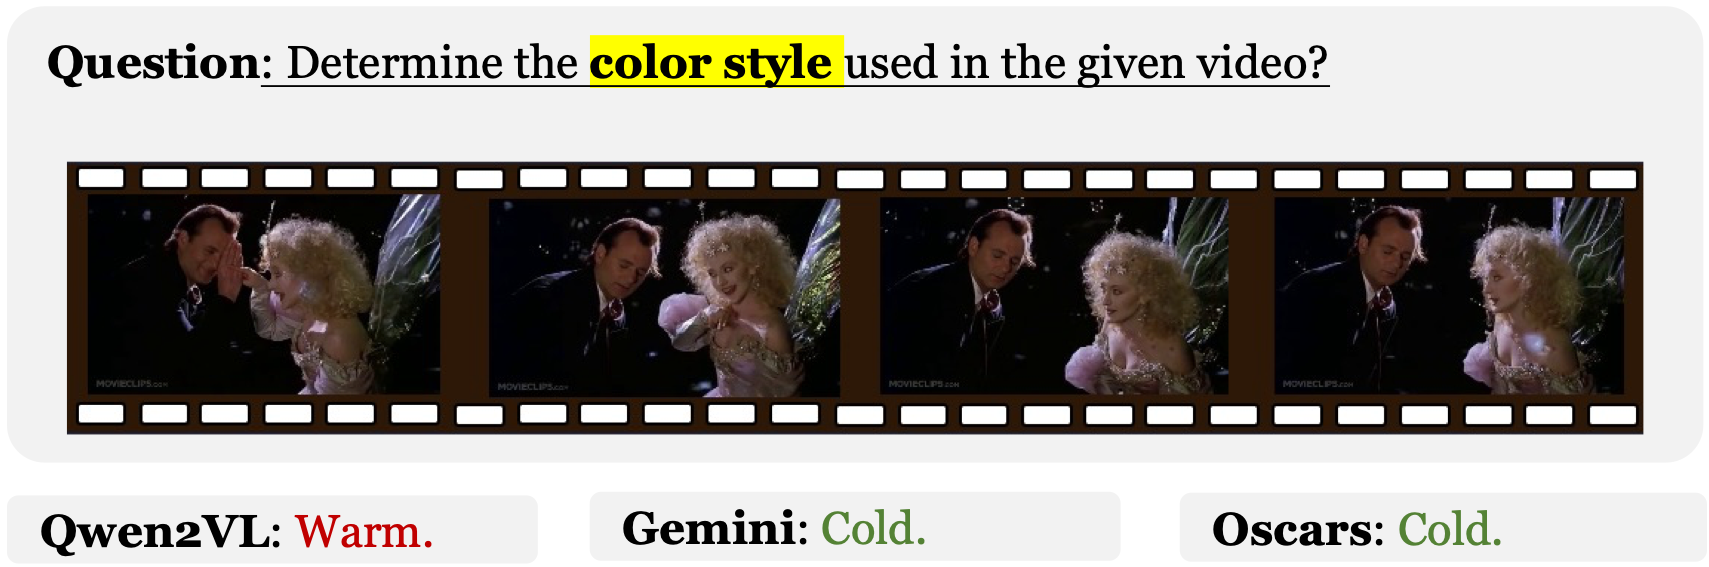 Question: Determine the color style used in the given video?
MOVIECLIPS.COM
MOVIECLIPS.COM
MOVIECLIPS.COM
MOVIECLIPS.COM
Qwen2VL: Warm.
Gemini: Cold.
Oscars: Cold.